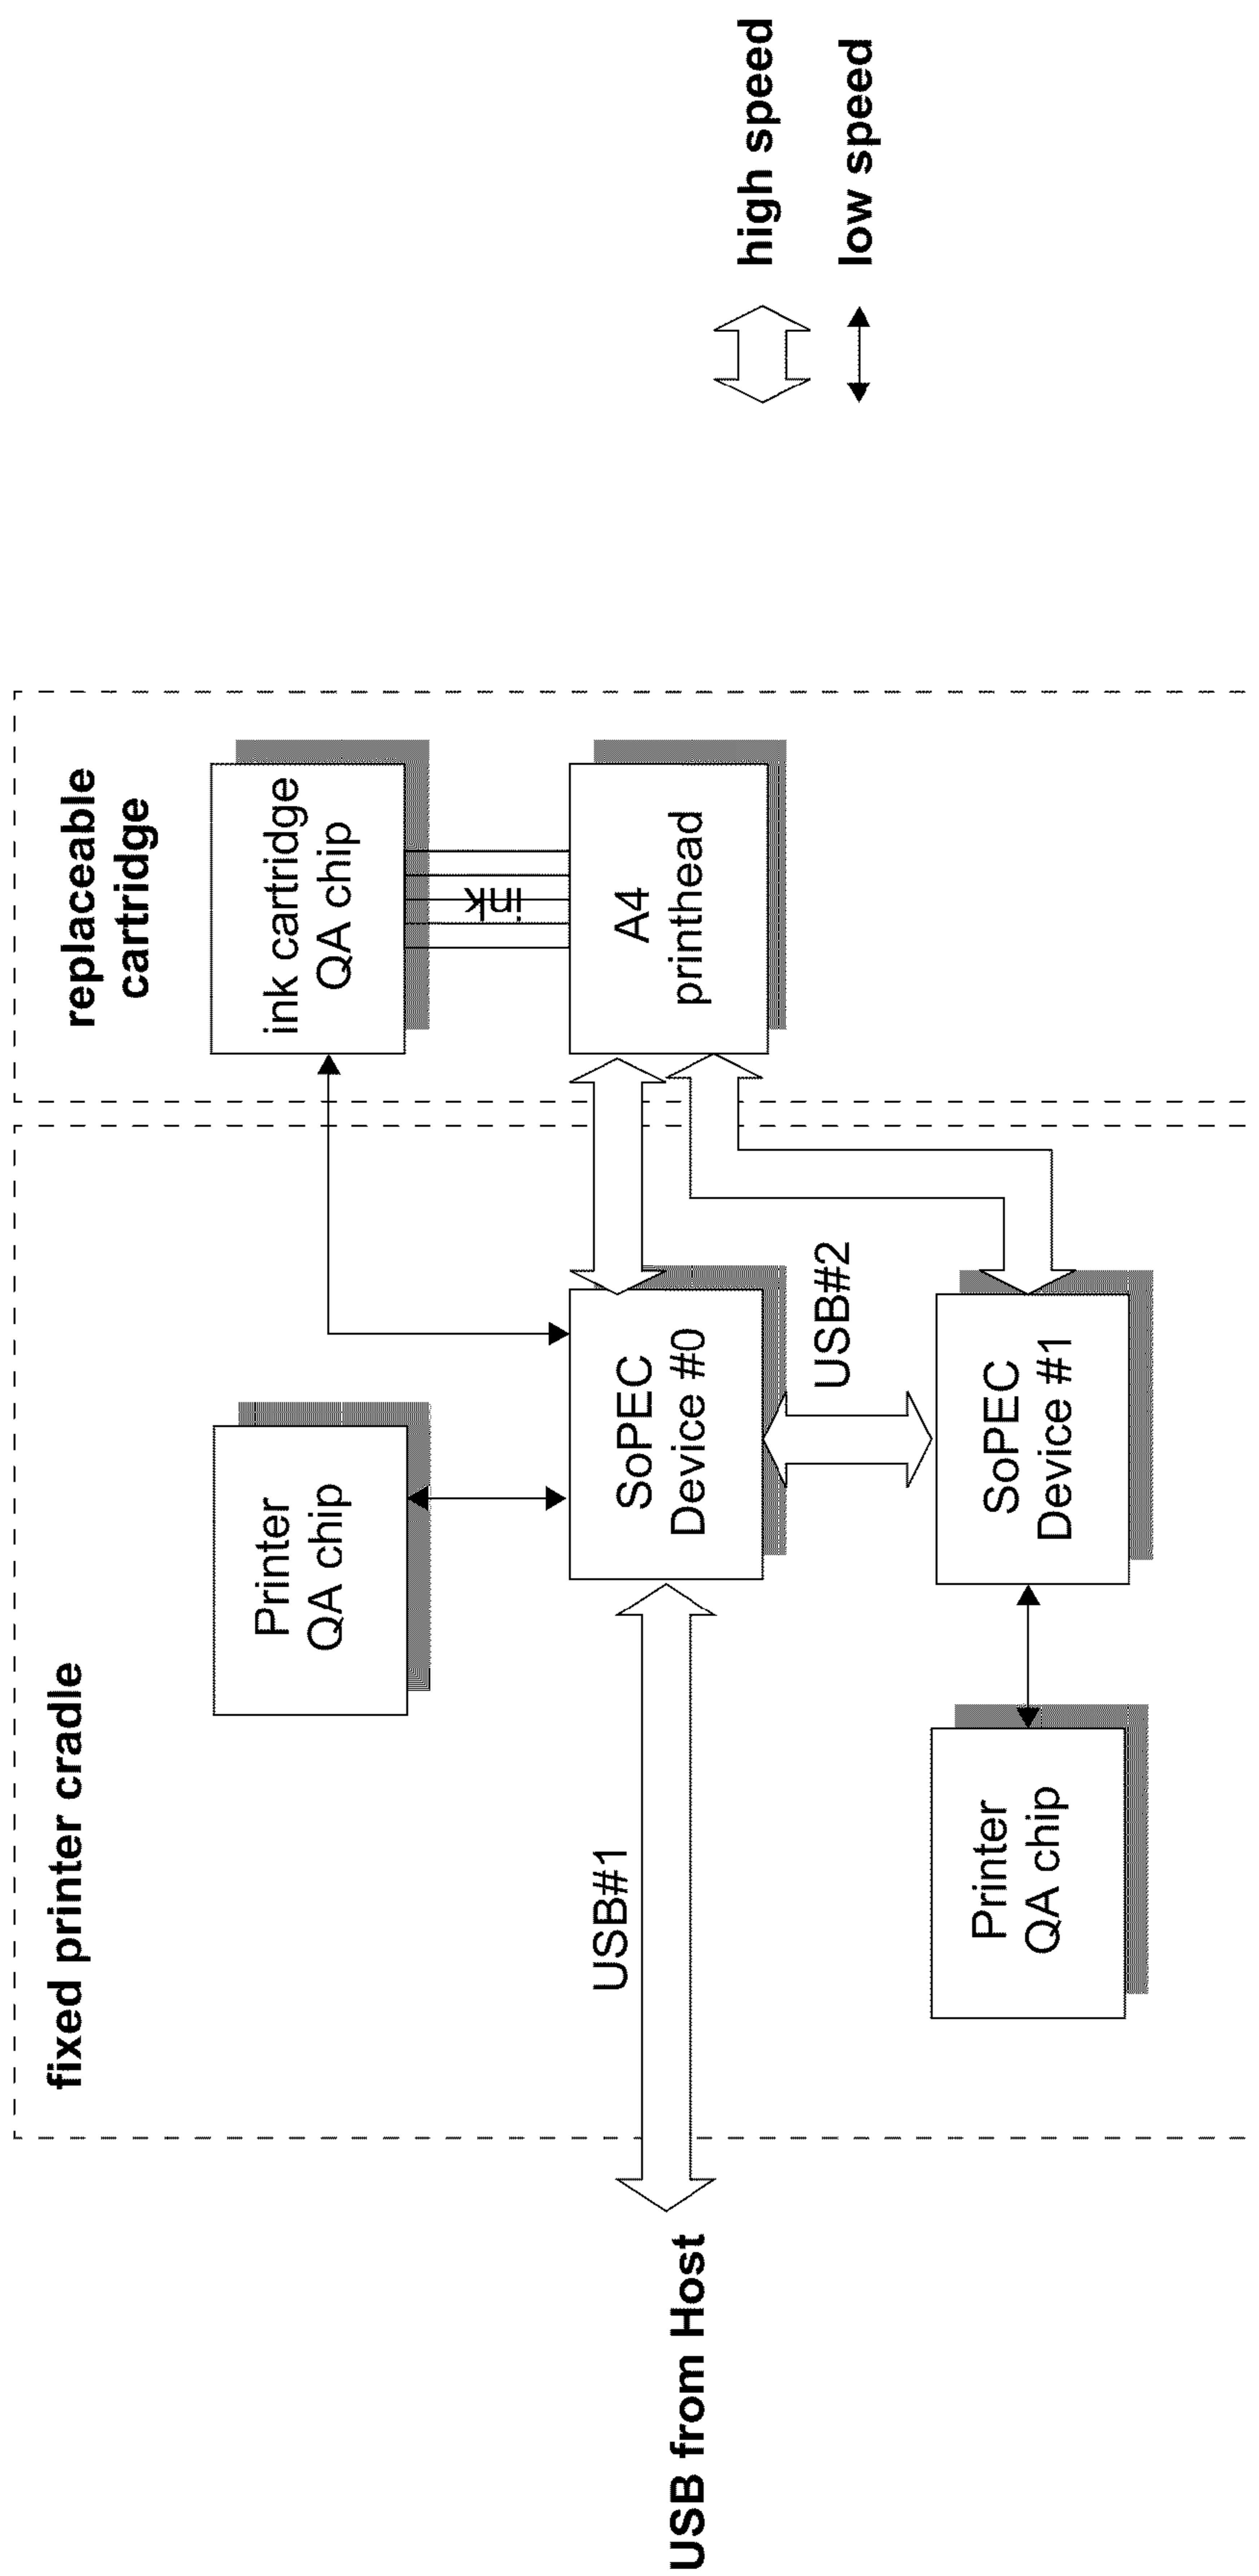 fixed printer cradle
replaceable
cartridge
Printer
QA chip
ink cartridge
QA chip
ink
USB#1
SoPEC
Device #0
A4
printhead
USB from Host
USB#2
high speed
low speed
Printer
QA chip
SoPEC
Device #1